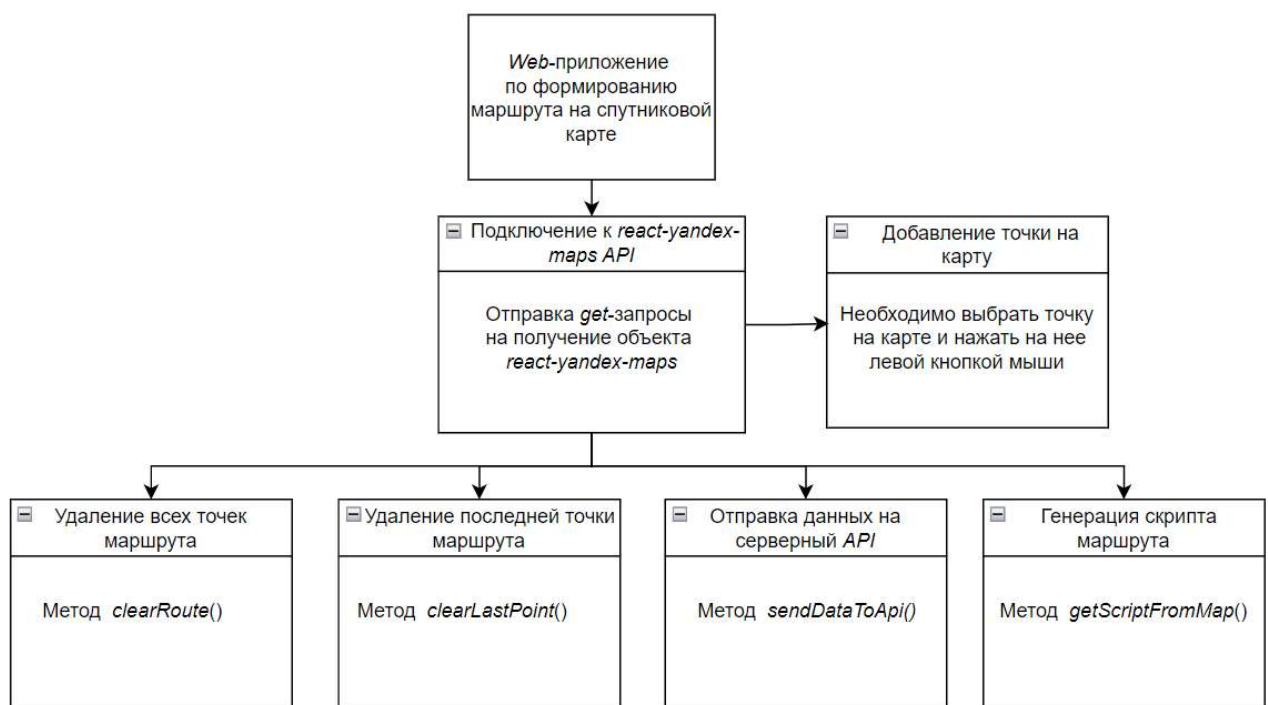 Web-приложение
по формированию
маршрута на спутниковой
карте
Подключение к react-yandex-
maps API
Отправка get-запросы
на получение объекта
react-yandex-maps
Добавление точки на
карту
Необходимо выбрать точку
на карте и нажать на нее
левой кнопкой мыши
Удаление всех точек
маршрута
Метод clearRoute()
Удаление последней точки
маршрута
Метод clearLastPoint()
Отправка данных на
серверный API
Метод sendDataToApi()
Генерация скрипта
маршрута
Метод getScriptFromMap()